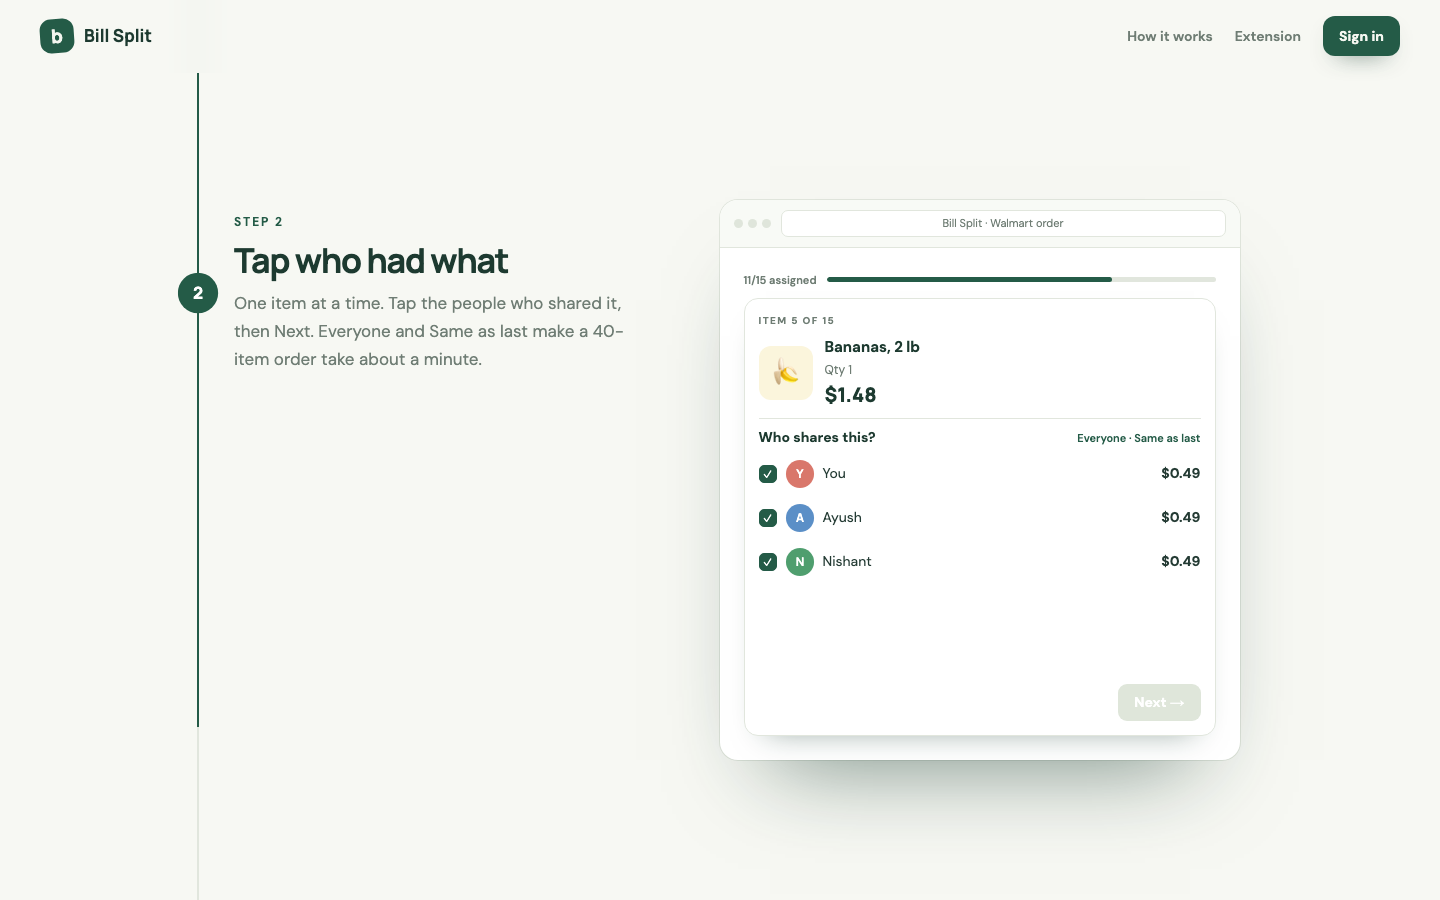 b Bill Split
How it works
Extension
Sign in
STEP 2
Tap who had what
2
One item at a time. Tap the people who shared it,
then Next. Everyone and Same as last make a 40-
item order take about a minute.
Bill Split · Walmart order
11/15 assigned
ITEM 5 OF 15
Bananas, 2 lb
Qty 1
$1.48
Who shares this?
Everyone · Same as last
Y You $0.49
A Ayush $0.49
N Nishant $0.49
Next →